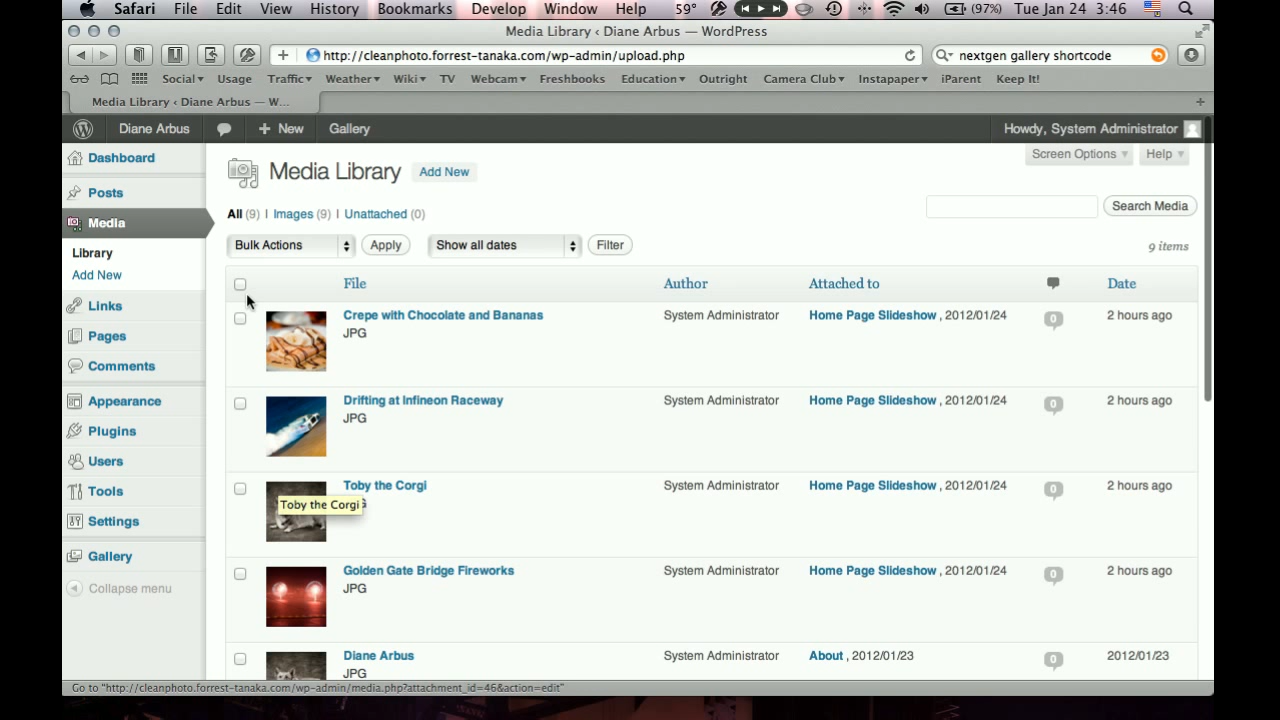 Safari File Edit View History Bookmarks Develop Window Help 59° (97%) Tue Jan 24 3:46
Media Library ‹ Diane Arbus — WordPress
http://cleanphoto.forrest-tanaka.com/wp-admin/upload.php
nextgen gallery shortcode
Social Usage Traffic Weather Wiki TV Webcam Freshbooks Education Outright Camera Club Instapaper iParent Keep It!
Media Library ‹ Diane Arbus — W...
Diane Arbus + New Gallery Howdy, System Administrator
Screen Options Help
Dashboard
Posts
Media
Library
Add New
Links
Pages
Comments
Appearance
Plugins
Users
Tools
Settings
Gallery
Collapse menu
Media Library Add New
All (9) | Images (9) | Unattached (0)
Search Media
Bulk Actions Apply Show all dates Filter
9 items
File Author Attached to Date
Crepe with Chocolate and Bananas System Administrator Home Page Slideshow , 2012/01/24 0 2 hours ago
JPG
Drifting at Infineon Raceway System Administrator Home Page Slideshow , 2012/01/24 0 2 hours ago
JPG
Toby the Corgi System Administrator Home Page Slideshow , 2012/01/24 0 2 hours ago
Toby the Corgi
Golden Gate Bridge Fireworks System Administrator Home Page Slideshow , 2012/01/24 0 2 hours ago
JPG
Diane Arbus System Administrator About , 2012/01/23 0 2012/01/23
JPG
Go to "http://cleanphoto.forrest-tanaka.com/wp-admin/media.php?attachment_id=46&action=edit"